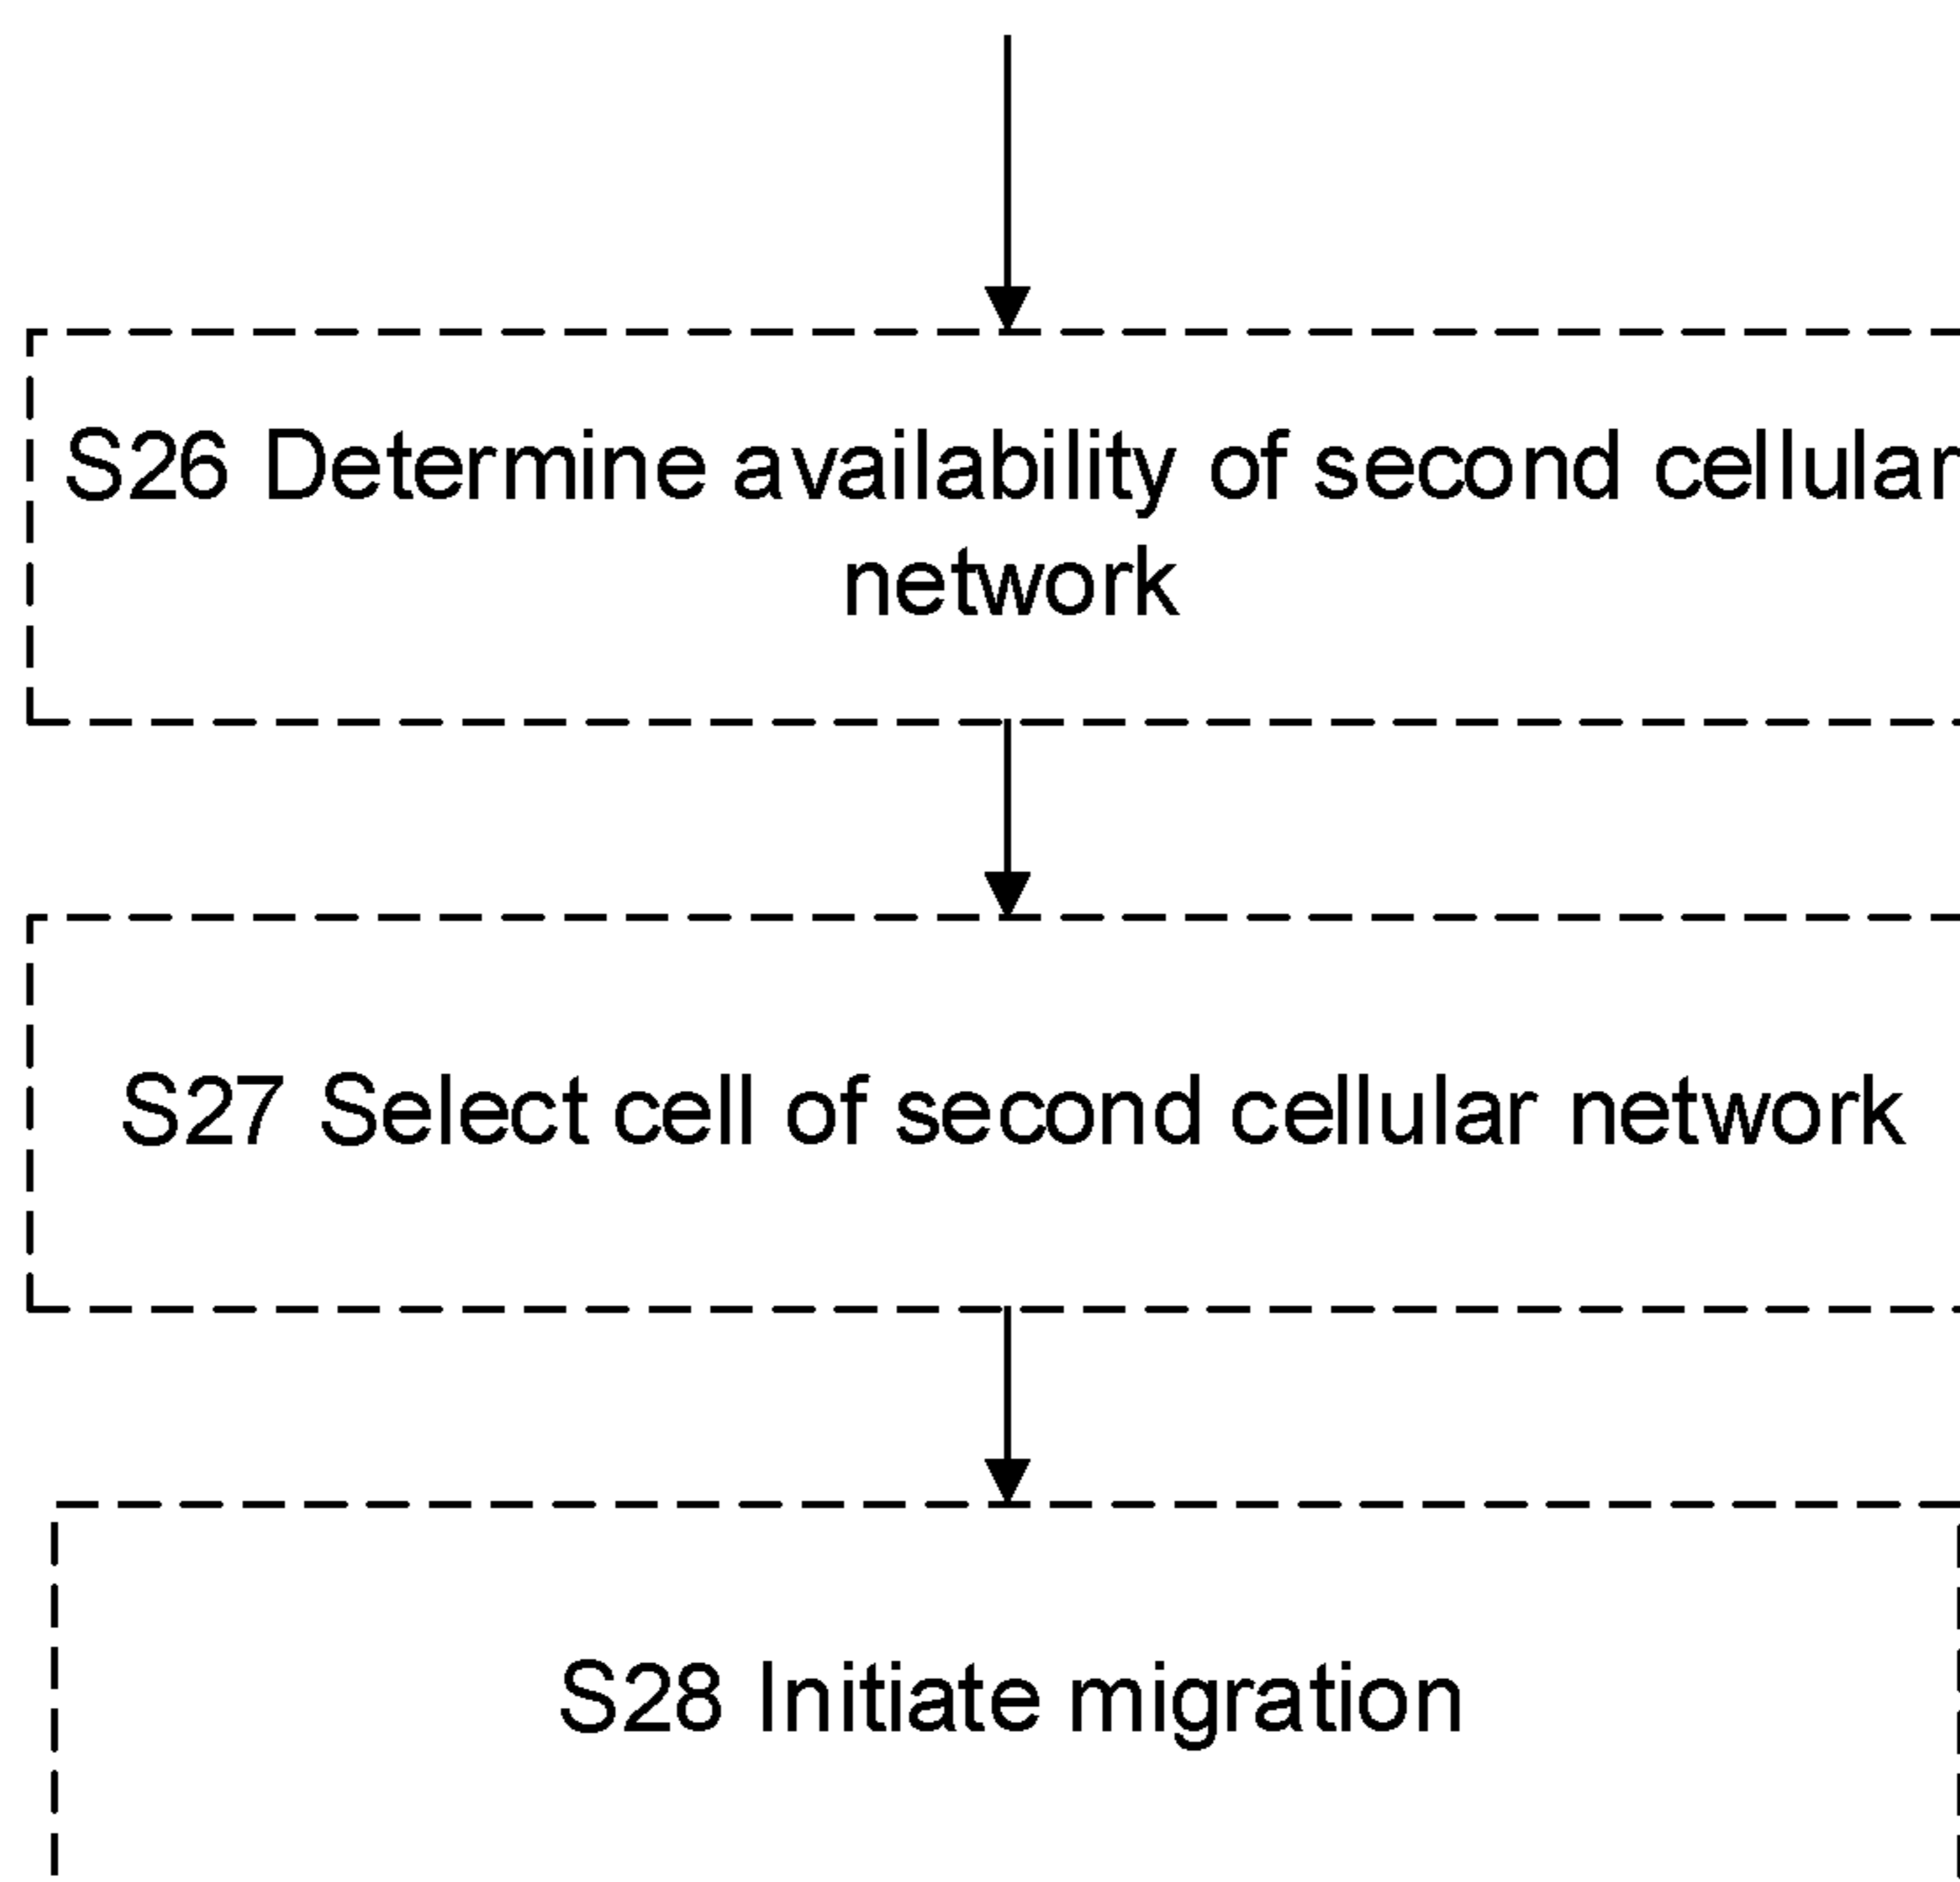 S26 Determine availability of second cellular
network
S27 Select cell of second cellular network
S28 Initiate migration